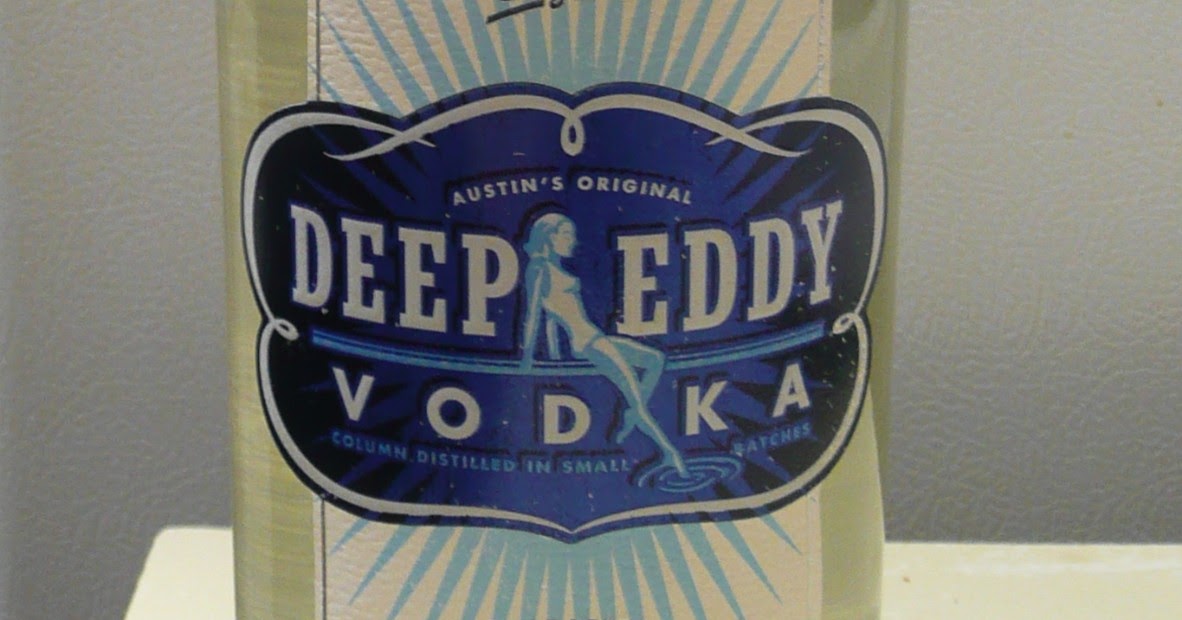 AUSTIN'S ORIGINAL
DEEP EDDY
VODKA
COLUMN DISTILLED IN SMALL BATCHES